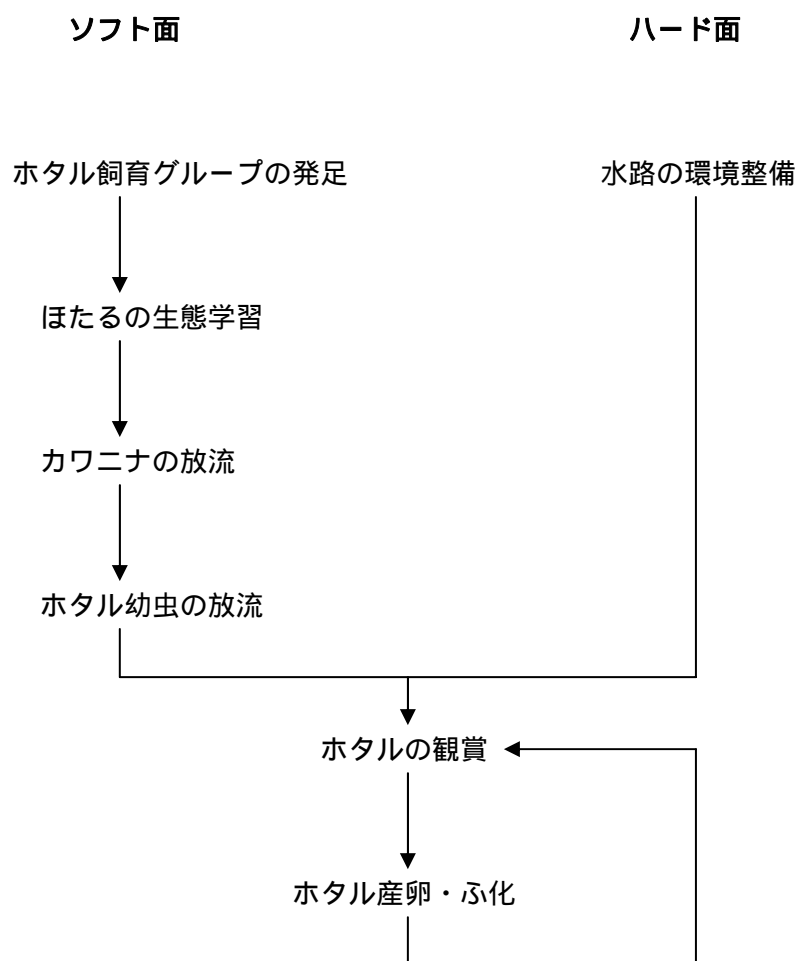 ソフト面
ハード面
ホタル飼育グループの発足
水路の環境整備
ほたるの生態学習
カワニナの放流
ホタル幼虫の放流
ホタルの観賞
ホタル産卵・ふ化